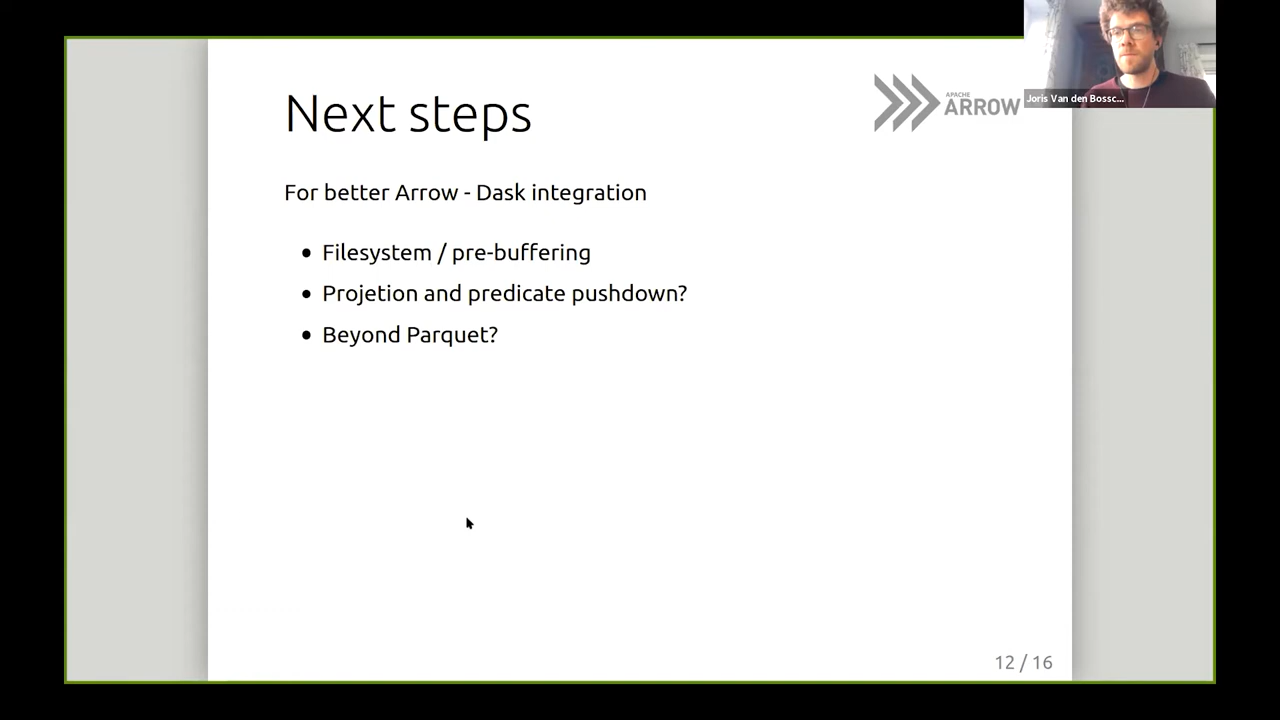 Next steps
APACHE
ARROW
Joris Van den Bossc...
For better Arrow - Dask integration
• Filesystem / pre-buffering
• Projetion and predicate pushdown?
• Beyond Parquet?
12 / 16